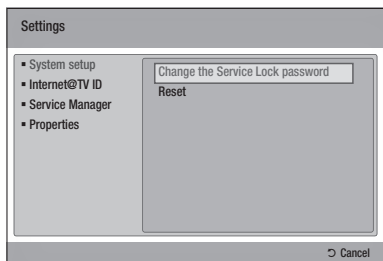 Settings
▪ System setup
▪ Internet@TV ID
▪ Service Manager
▪ Properties
Change the Service Lock password
Reset
⮌ Cancel